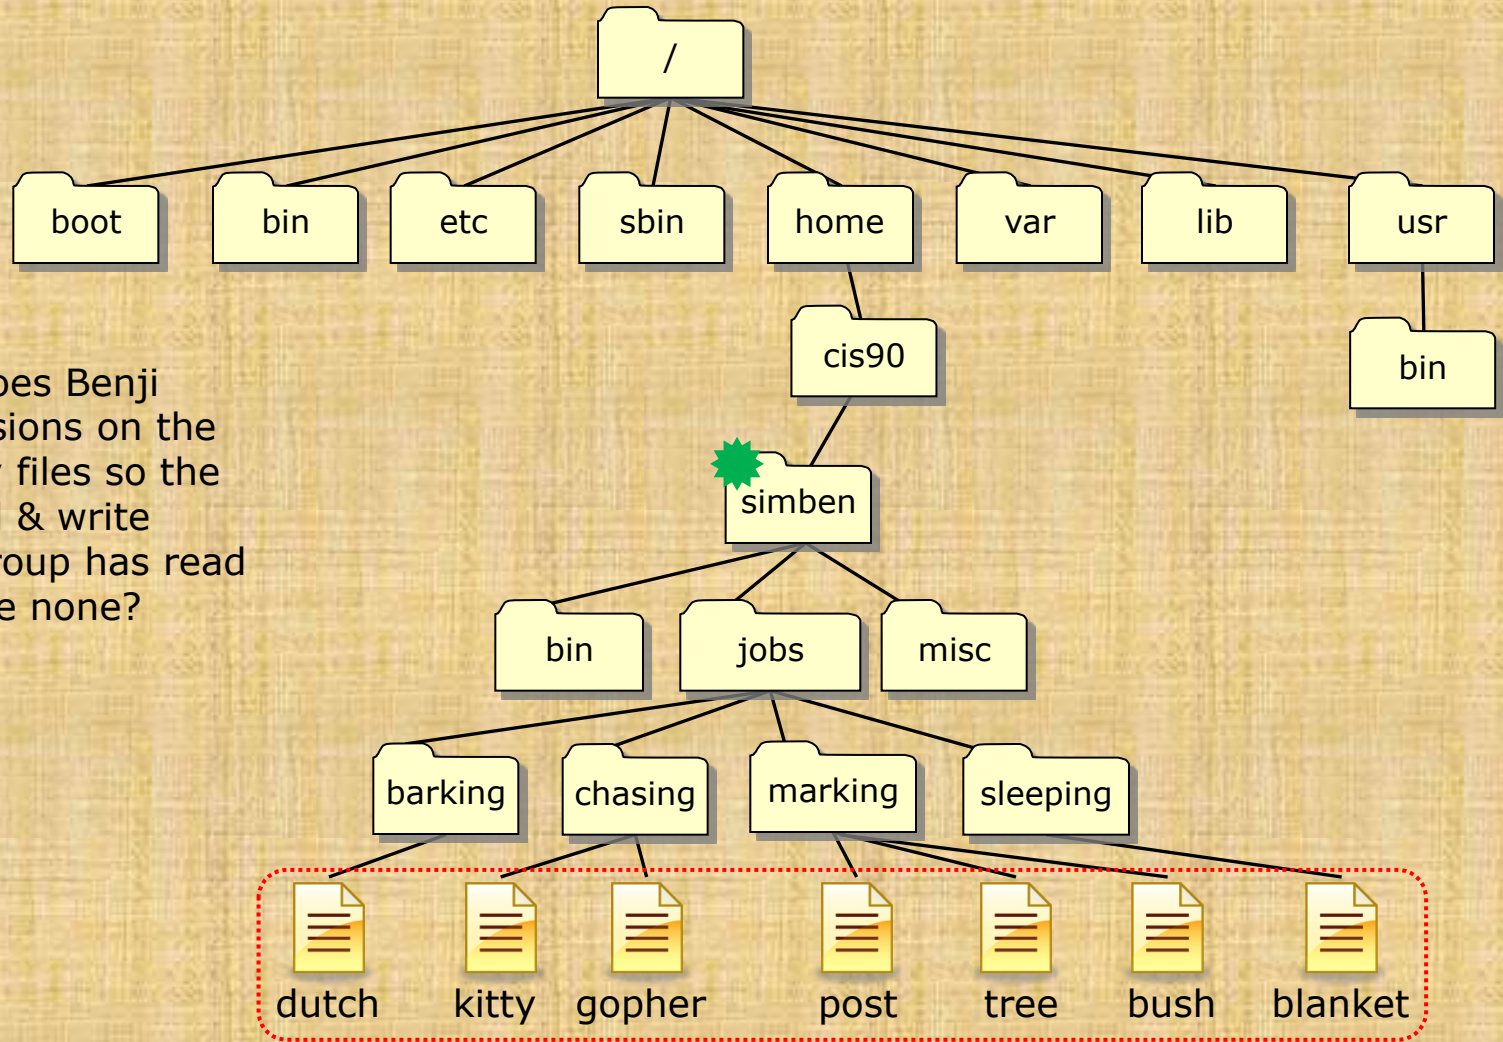 /
boot bin etc sbin home var lib usr
cis90 bin
oes Benji
sions on the
files so the
& write
roup has read
e none?
simben
bin jobs misc
barking chasing marking sleeping
dutch kitty gopher post tree bush blanket